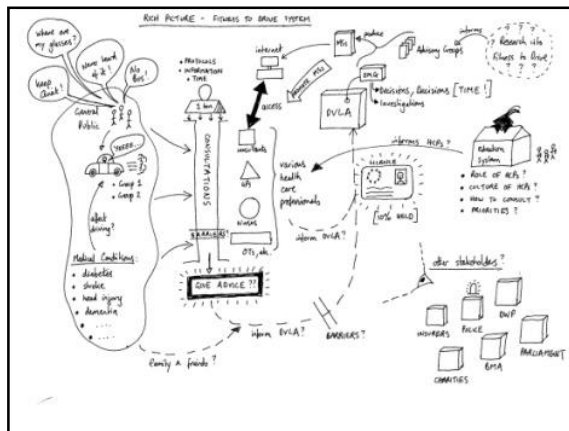 RICH PICTURE - FITNESS TO DRIVE SYSTEM
Where are
my glasses?
Never heard
of it!
No
Bus!
Keep
Quiet!
General
Public
YEEEE...
• Group 1
• Group 2
affect
driving?
Medical Conditions:
• diabetes
• stroke
• head injury
• dementia
• .....
• PROTOCOLS
• INFORMATION
• TIME
CONSULTATIONS
BARRIERS?
GIVE ADVICE ??
internet
access
consultants
GPs
NURSES
OTs, etc.
various
health
care
professionals
produce
Advisory Groups
DMG
Decisions, Decisions [TIME!]
Investigations
DVLA
informs
Research into
Fitness to Drive
? ? ?
informs HCPs?
Education
System
• ROLE OF HCPs?
• CULTURE OF HCPs?
• HOW TO CONSULT?
• PRIORITIES?
LICENCE
[10% HELD]
inform DVLA?
inform DVLA?
BARRIERS?
family & friends?
other stakeholders?
INSURERS
POLICE
DWP
CHARITIES
BMA
PARLIAMENT